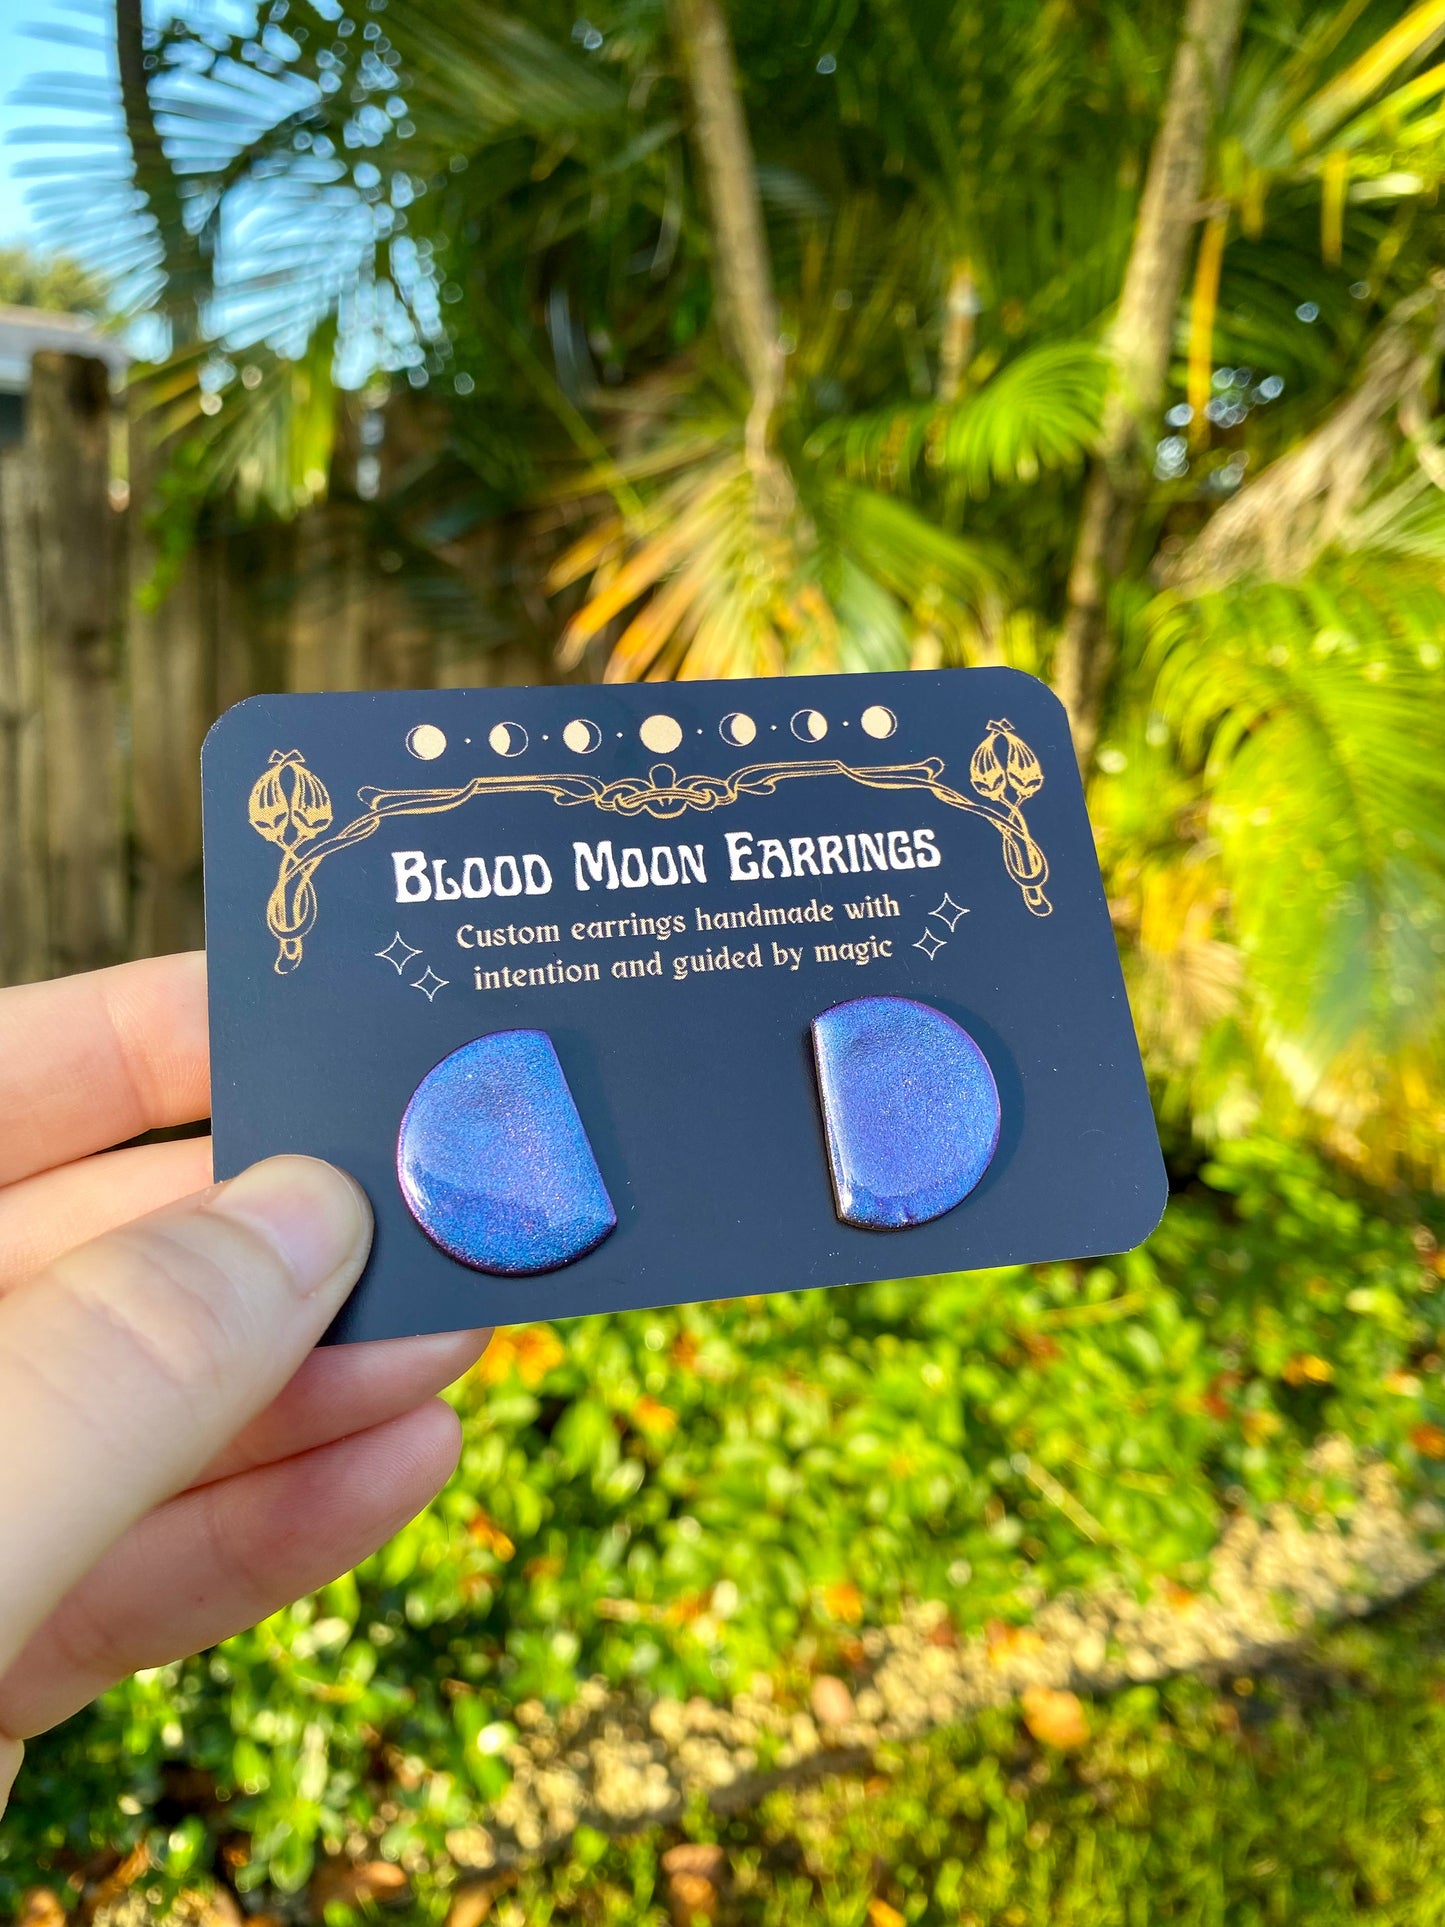 Blood Moon Earrings
Custom earrings handmade with
intention and guided by magic